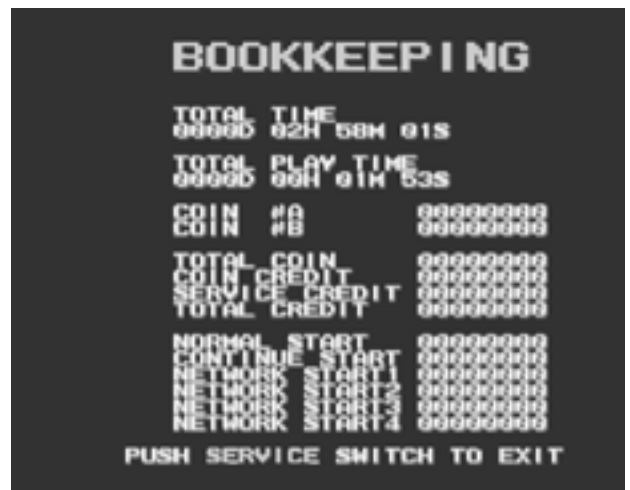 BOOKKEEPING
TOTAL TIME
0000D 02H 58M 01S
TOTAL PLAY TIME
0000D 00H 01M 53S
COIN #A 00000000
COIN #B 00000000
TOTAL COIN 00000000
COIN CREDIT 00000000
SERVICE CREDIT 00000000
TOTAL CREDIT 00000000
NORMAL START 00000000
CONTINUE START 00000000
NETWORK START1 00000000
NETWORK START2 00000000
NETWORK START3 00000000
NETWORK START4 00000000
PUSH SERVICE SWITCH TO EXIT